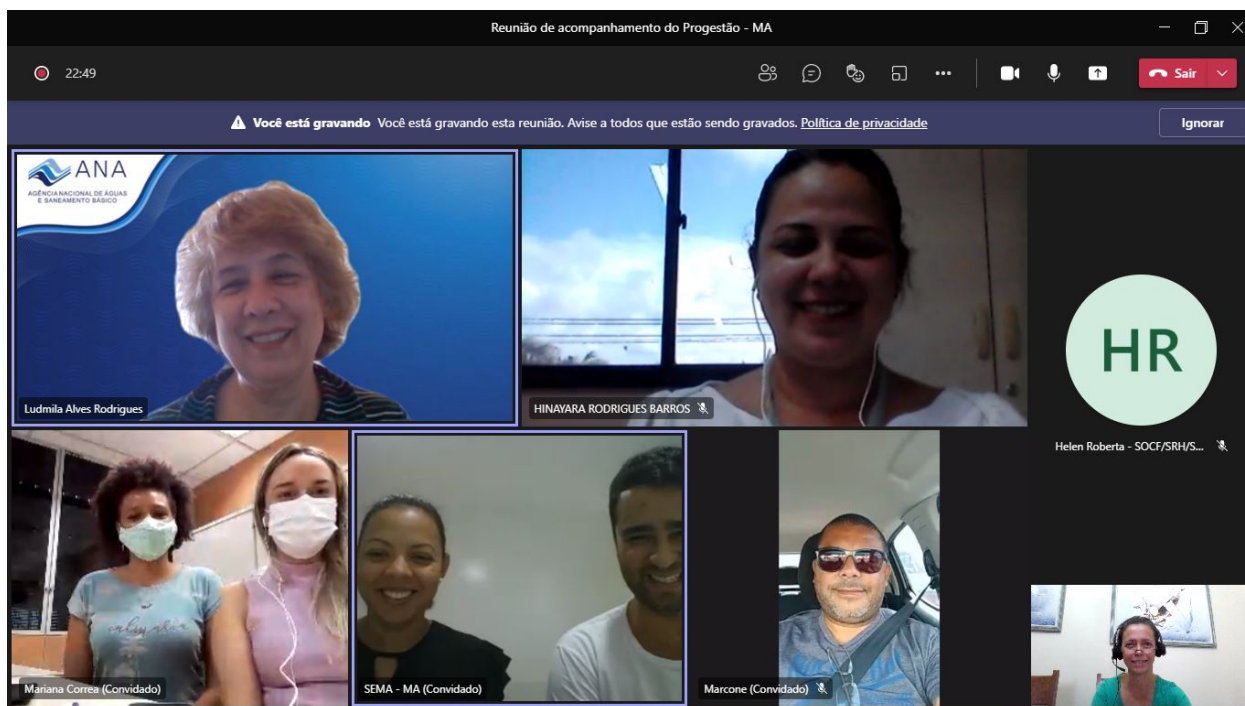 Reunião de acompanhamento do Progestão - MA
22:49
Sair
Você está gravando Você está gravando esta reunião. Avise a todos que estão sendo gravados. Política de privacidade
Ignorar
ANA
AGÊNCIA NACIONAL DE ÁGUAS
E SANEAMENTO BÁSICO
Ludmila Alves Rodrigues
HINAYARA RODRIGUES BARROS
HR
Helen Roberta - SOCF/SRH/S...
Mariana Correa (Convidado)
SEMA - MA (Convidado)
Marcone (Convidado)